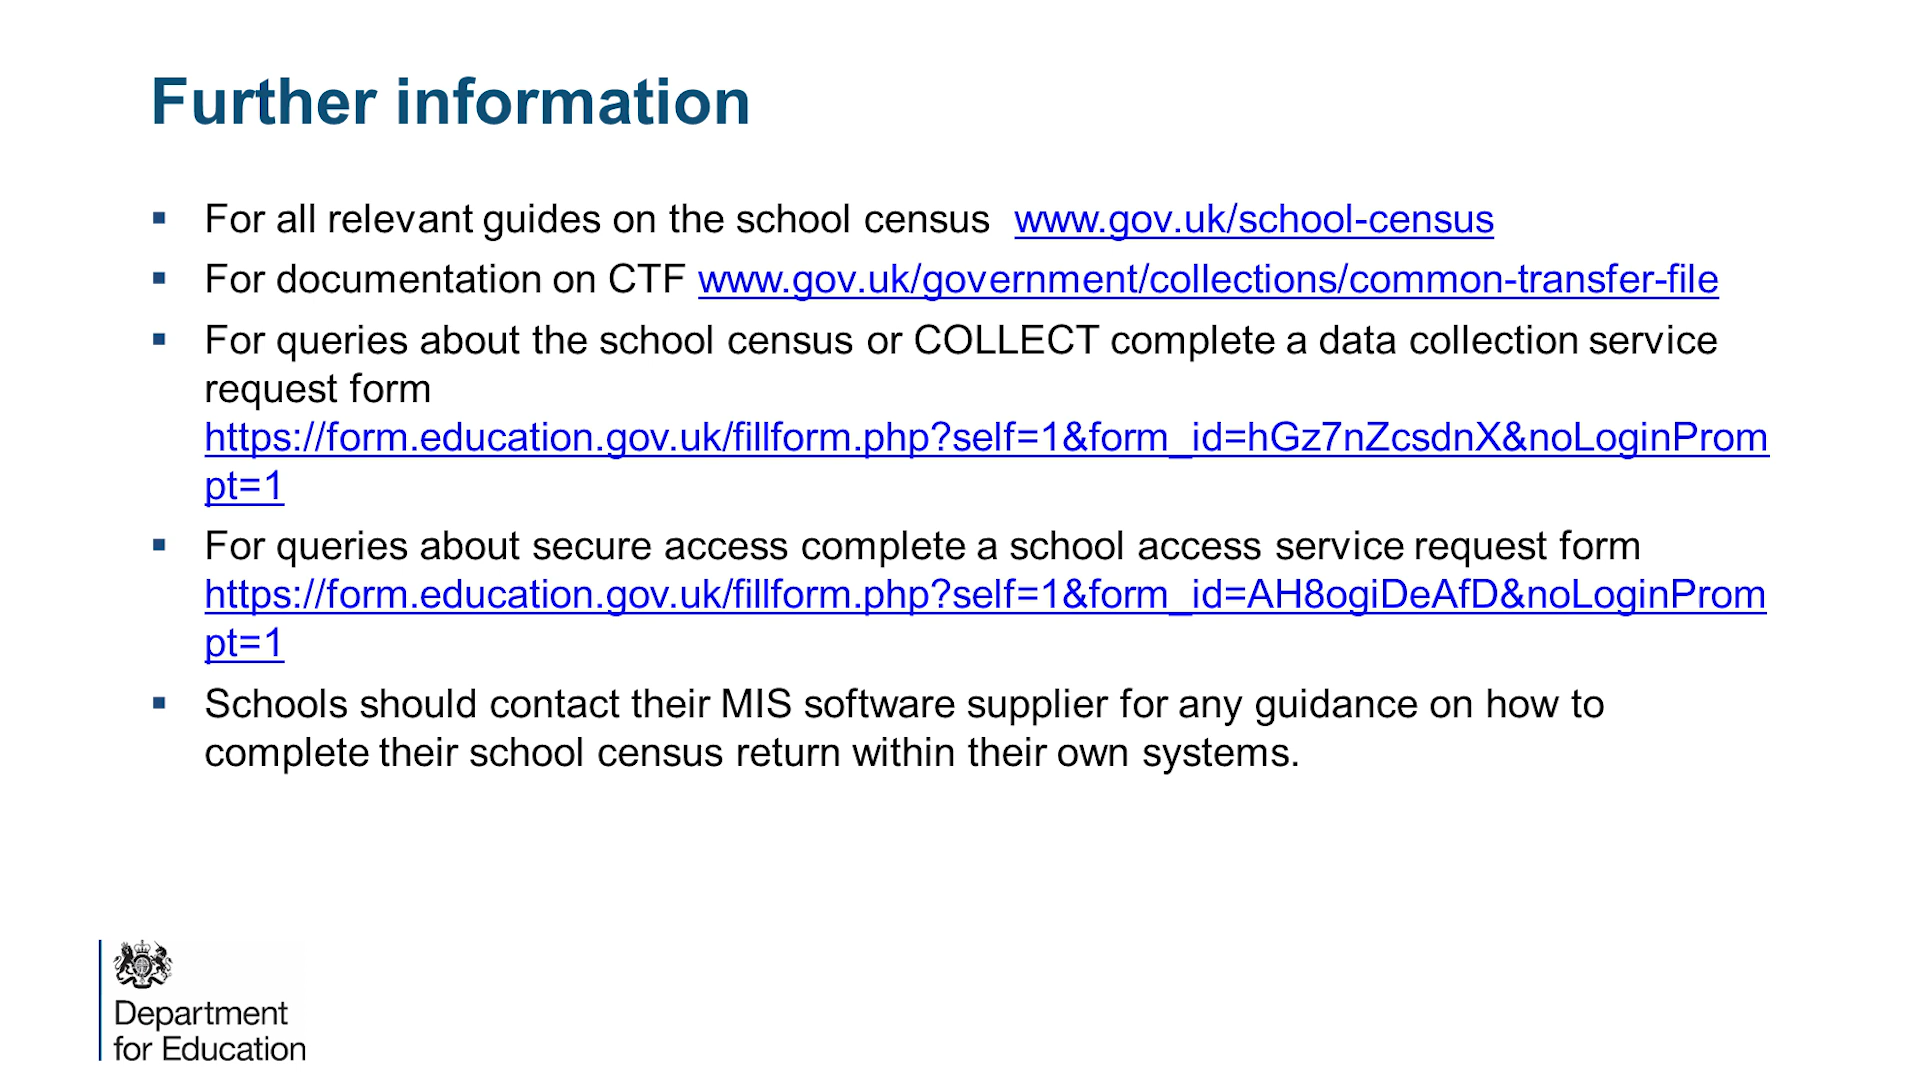 Further information
▪ For all relevant guides on the school census  www.gov.uk/school-census
▪ For documentation on CTF www.gov.uk/government/collections/common-transfer-file
▪ For queries about the school census or COLLECT complete a data collection service
request form
https://form.education.gov.uk/fillform.php?self=1&form_id=hGz7nZcsdnX&noLoginProm
pt=1
▪ For queries about secure access complete a school access service request form
https://form.education.gov.uk/fillform.php?self=1&form_id=AH8ogiDeAfD&noLoginProm
pt=1
▪ Schools should contact their MIS software supplier for any guidance on how to
complete their school census return within their own systems.
Department
for Education